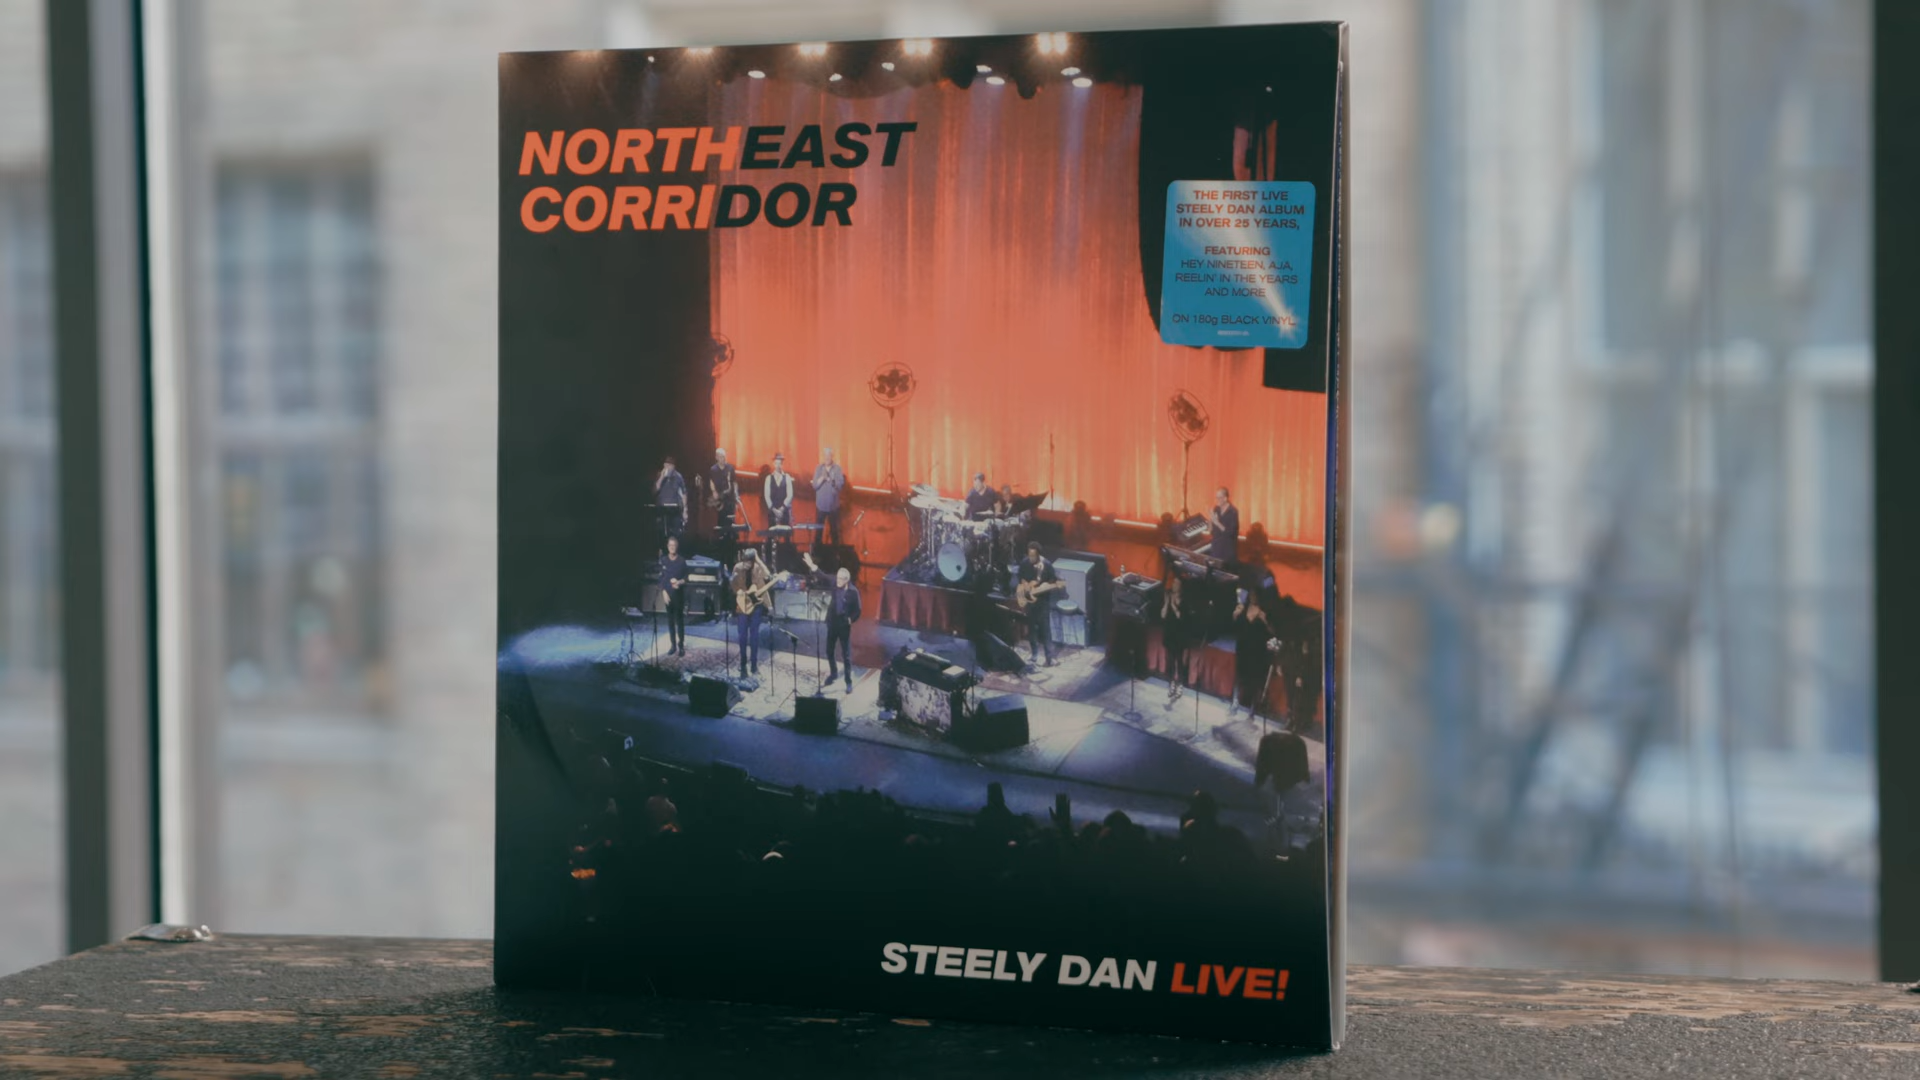 NORTHEAST
CORRIDOR
THE FIRST LIVE
STEELY DAN ALBUM
IN OVER 25 YEARS,
FEATURING
HEY NINETEEN, AJA,
REELIN' IN THE YEARS
AND MORE
ON 180g BLACK VINYL.
STEELY DAN LIVE!